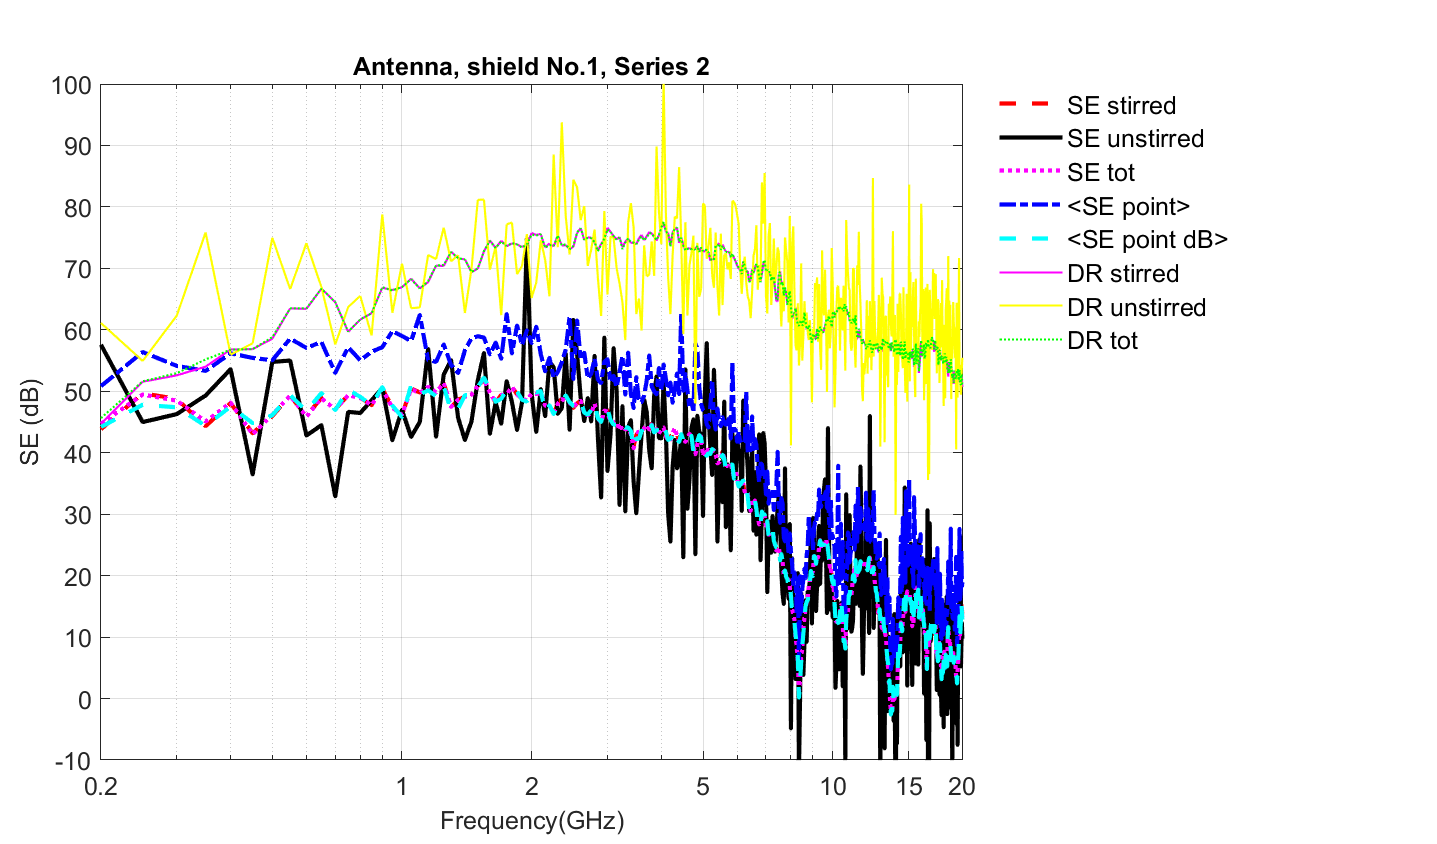 Antenna, shield No.1, Series 2
100
90
80
70
60
50
40
30
20
10
0
-10
SE (dB)
0.2
1
2
5
10
15
20
Frequency(GHz)
SE stirred
SE unstirred
SE tot
<SE point>
<SE point dB>
DR stirred
DR unstirred
DR tot